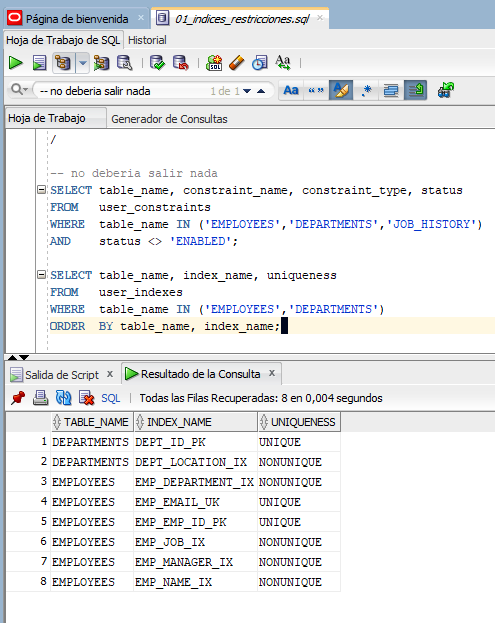 Página de bienvenida
01_indices_restricciones.sql
Hoja de Trabajo de SQL Historial
SQL Aa
-- no deberia salir nada 1 de 1 Aa “ ” .*
Hoja de Trabajo Generador de Consultas
/
-- no deberia salir nada
SELECT table_name, constraint_name, constraint_type, status
FROM user_constraints
WHERE table_name IN ('EMPLOYEES','DEPARTMENTS','JOB_HISTORY')
AND status <> 'ENABLED';
SELECT table_name, index_name, uniqueness
FROM user_indexes
WHERE table_name IN ('EMPLOYEES','DEPARTMENTS')
ORDER BY table_name, index_name;
Salida de Script x Resultado de la Consulta x
SQL | Todas las Filas Recuperadas: 8 en 0,004 segundos
TABLE_NAME INDEX_NAME UNIQUENESS
1 DEPARTMENTS DEPT_ID_PK UNIQUE
2 DEPARTMENTS DEPT_LOCATION_IX NONUNIQUE
3 EMPLOYEES EMP_DEPARTMENT_IX NONUNIQUE
4 EMPLOYEES EMP_EMAIL_UK UNIQUE
5 EMPLOYEES EMP_EMP_ID_PK UNIQUE
6 EMPLOYEES EMP_JOB_IX NONUNIQUE
7 EMPLOYEES EMP_MANAGER_IX NONUNIQUE
8 EMPLOYEES EMP_NAME_IX NONUNIQUE